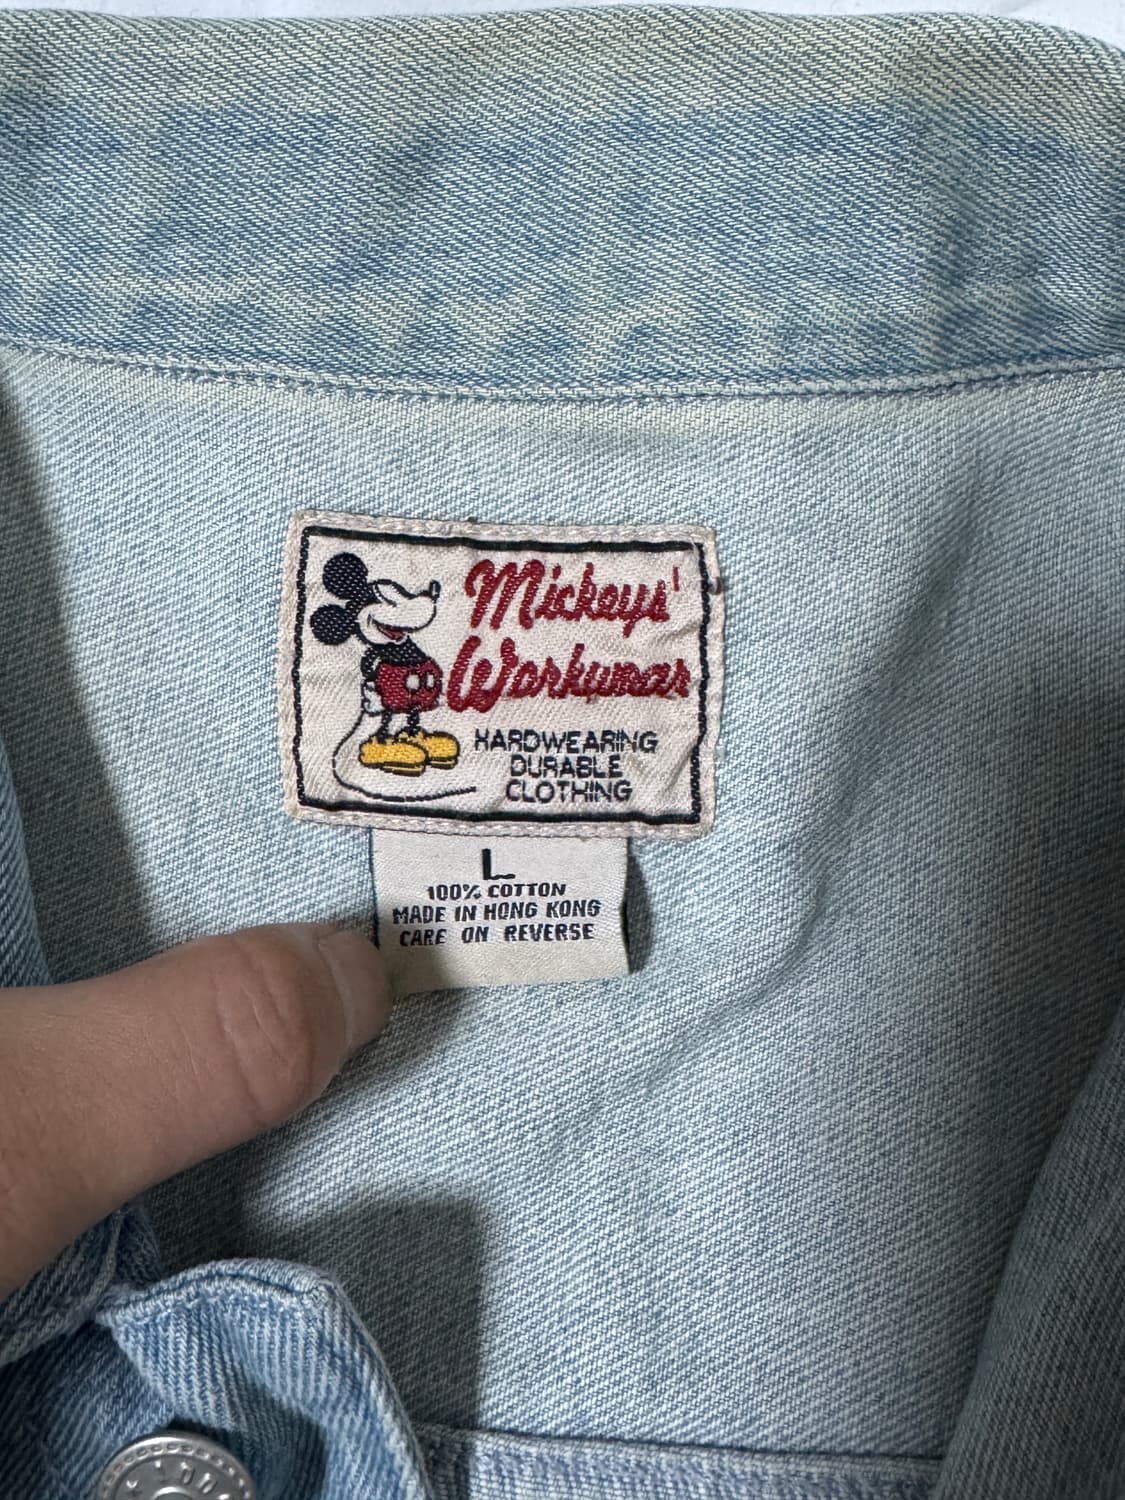 Mickeys'
Workwear
HARDWEARING
DURABLE
CLOTHING
L
100% COTTON
MADE IN HONG KONG
CARE ON REVERSE